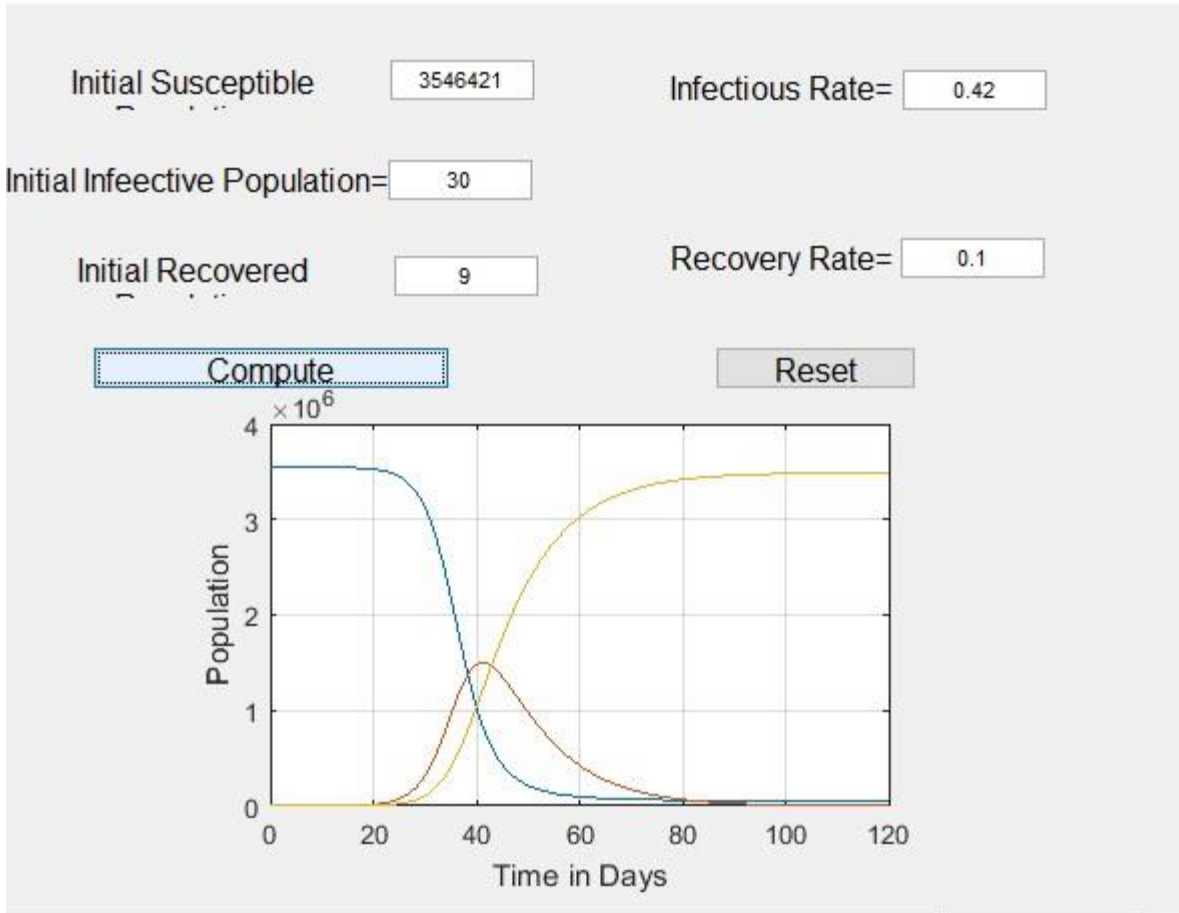 Initial Susceptible
3546421
Infectious Rate=
0.42
Initial Infeective Population=
30
Initial Recovered
9
Recovery Rate=
0.1
Compute
Reset
×10^6
4
3
2
1
0
Population
0 20 40 60 80 100 120
Time in Days